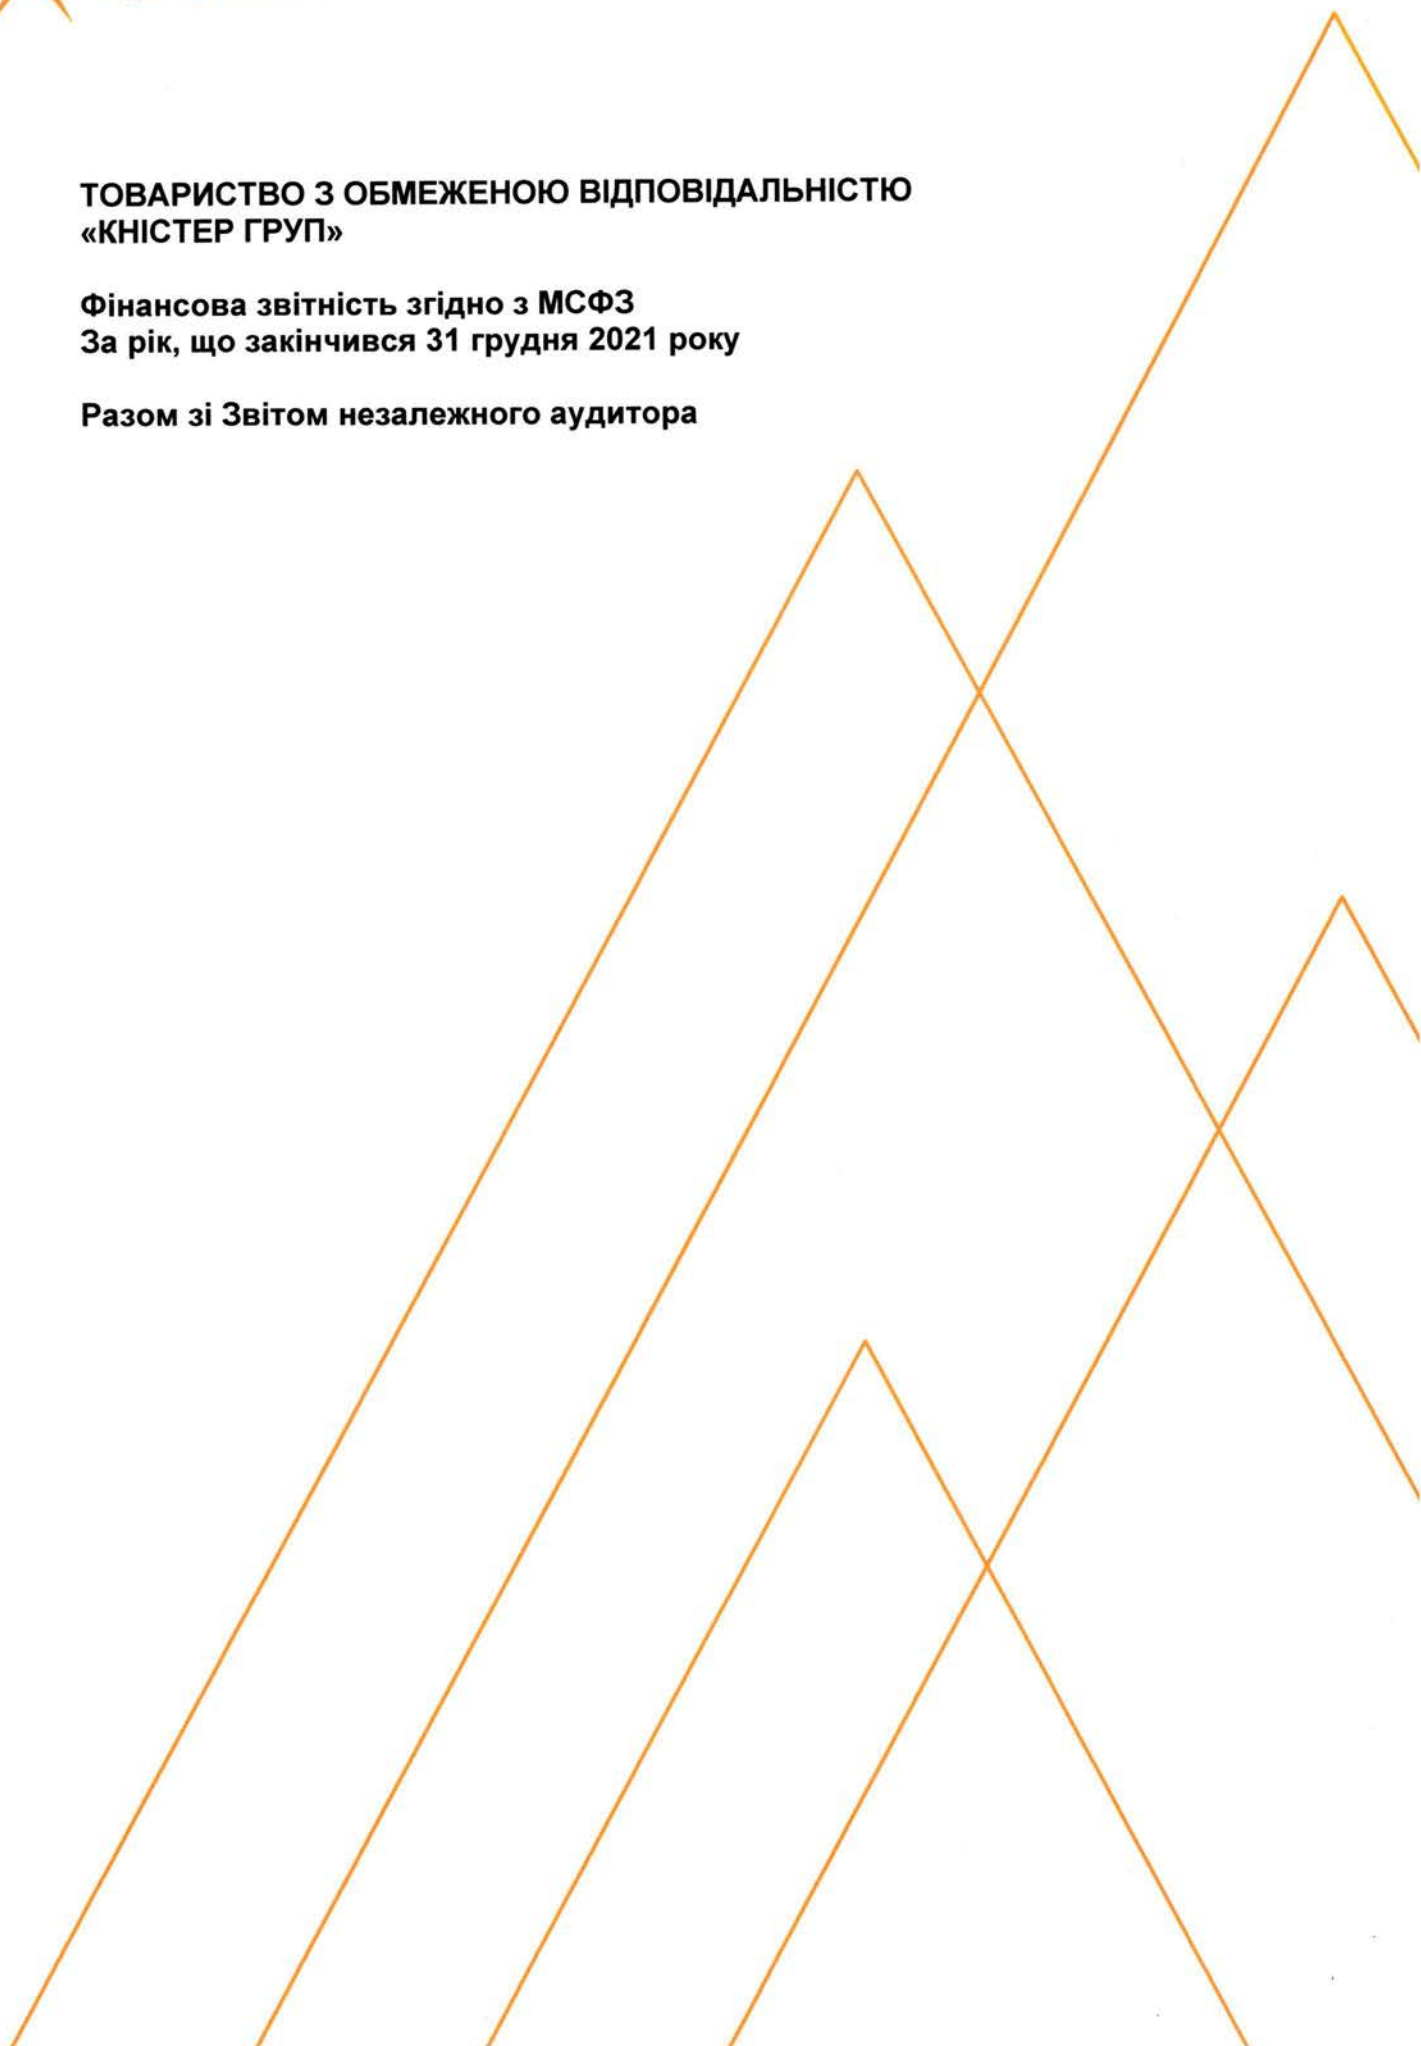 ТОВАРИСТВО З ОБМЕЖЕНОЮ ВІДПОВІДАЛЬНІСТЮ
«КНІСТЕР ГРУП»
Фінансова звітність згідно з МСФЗ
За рік, що закінчився 31 грудня 2021 року
Разом зі Звітом незалежного аудитора